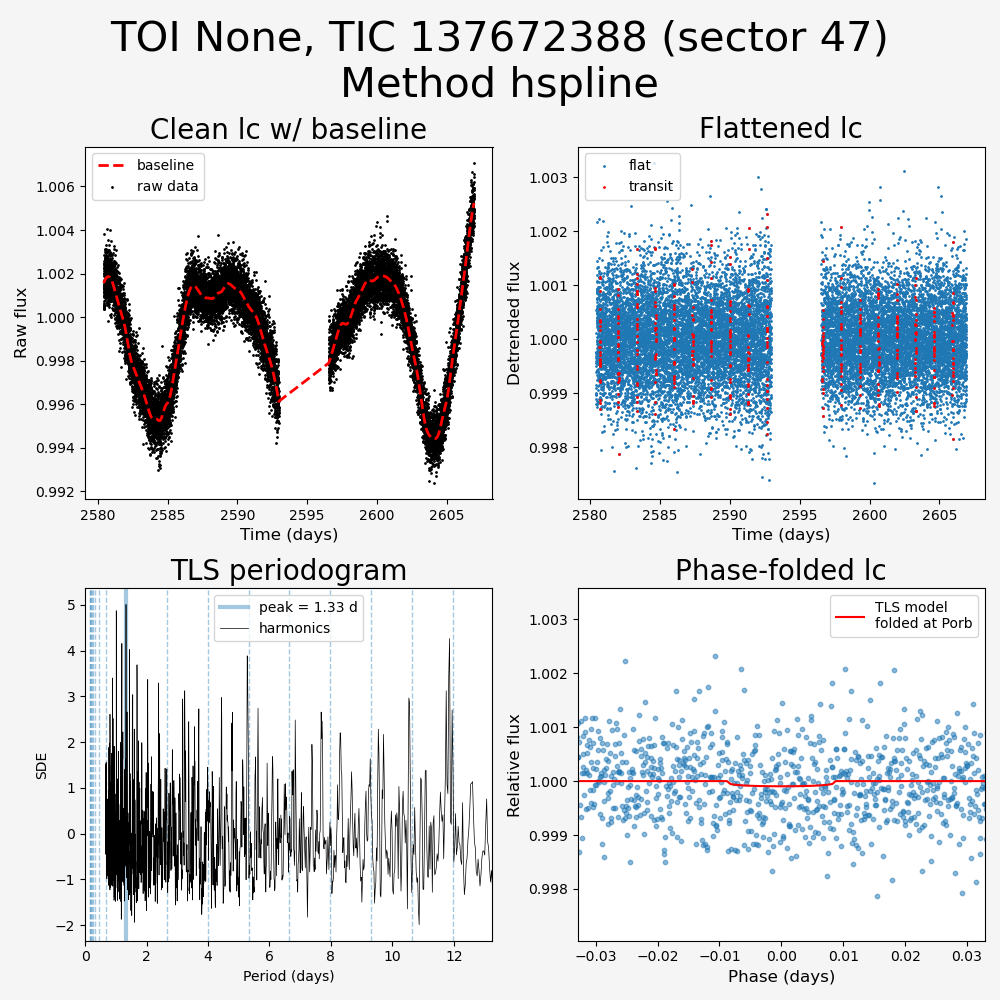 TOI None, TIC 137672388 (sector 47)
Method hspline
Clean lc w/ baseline
baseline
raw data
1.006
1.004
1.002
1.000
0.998
0.996
0.994
0.992
Raw flux
2580
2585
2590
2595
2600
2605
Time (days)
Flattened lc
flat
transit
1.003
1.002
1.001
1.000
0.999
0.998
Detrended flux
2580
2585
2590
2595
2600
2605
Time (days)
TLS periodogram
peak = 1.33 d
harmonics
5
4
3
2
1
0
−1
−2
SDE
0
2
4
6
8
10
12
Period (days)
Phase-folded lc
TLS model
folded at Porb
1.003
1.002
1.001
1.000
0.999
0.998
Relative flux
−0.03
−0.02
−0.01
0.00
0.01
0.02
0.03
Phase (days)